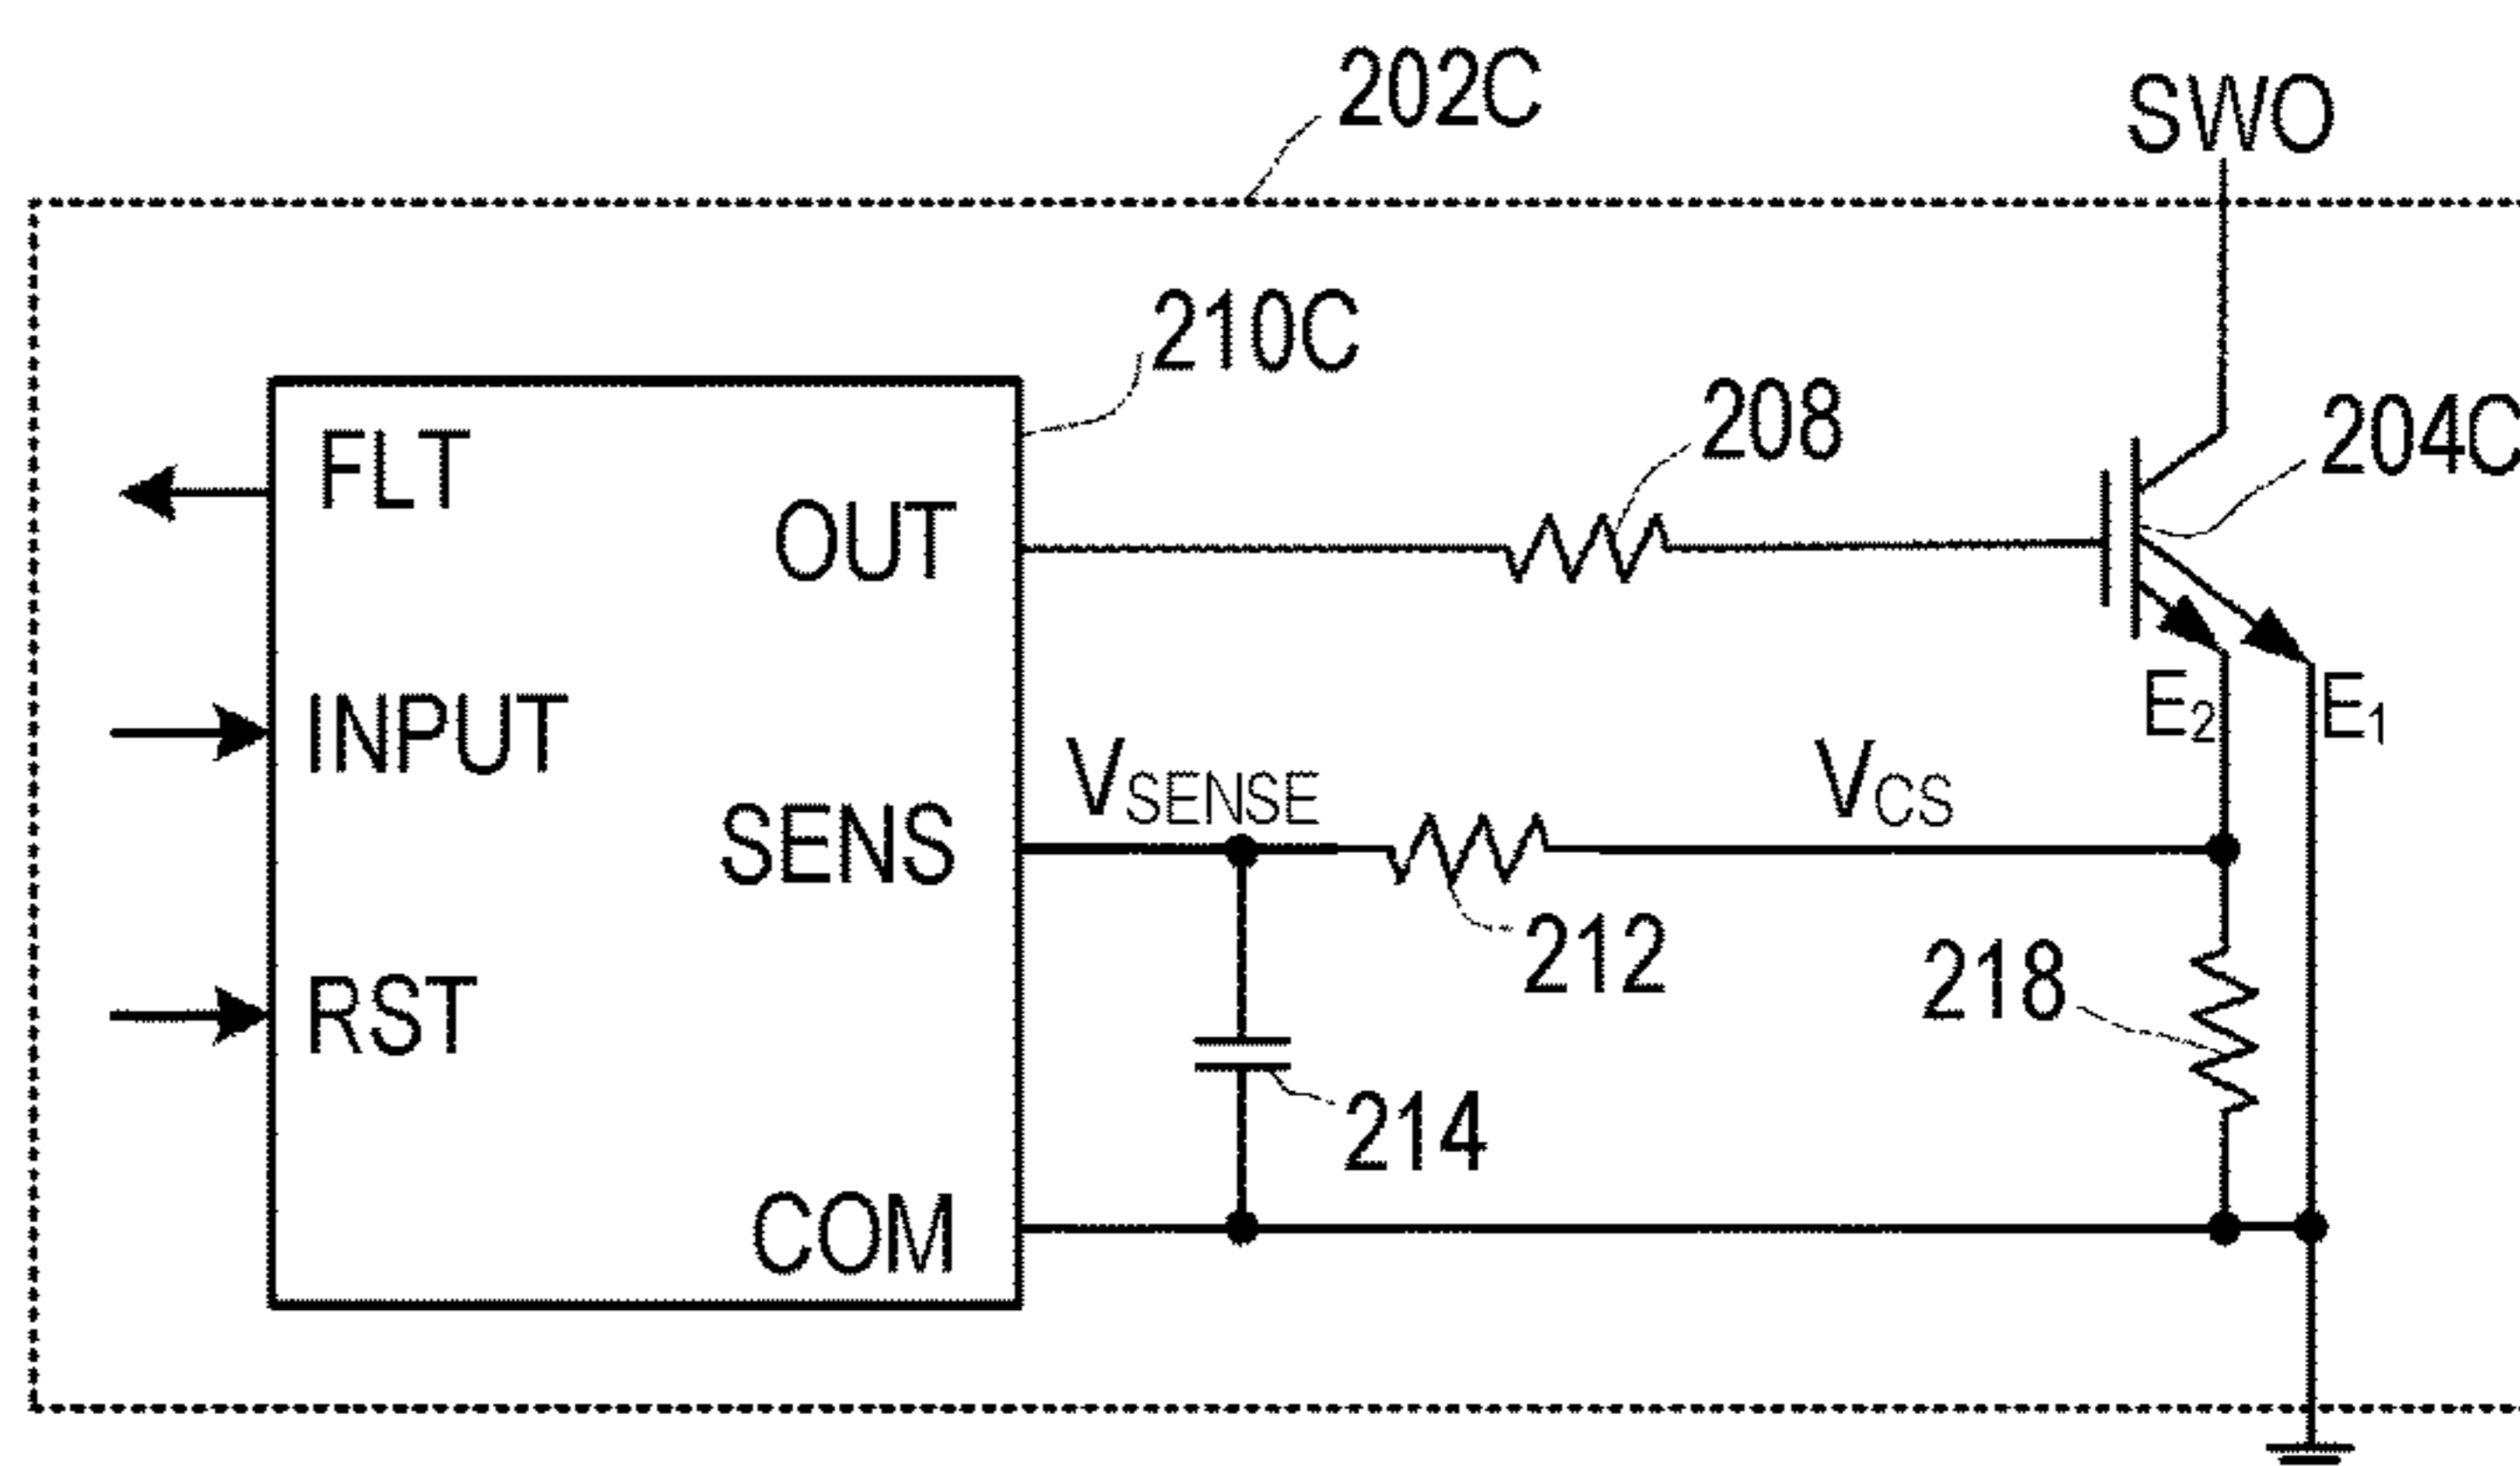 202C
SWO
210C
208
204C
FLT
OUT
INPUT
VSENSE
VCS
E2
E1
SENS
212
218
RST
214
COM